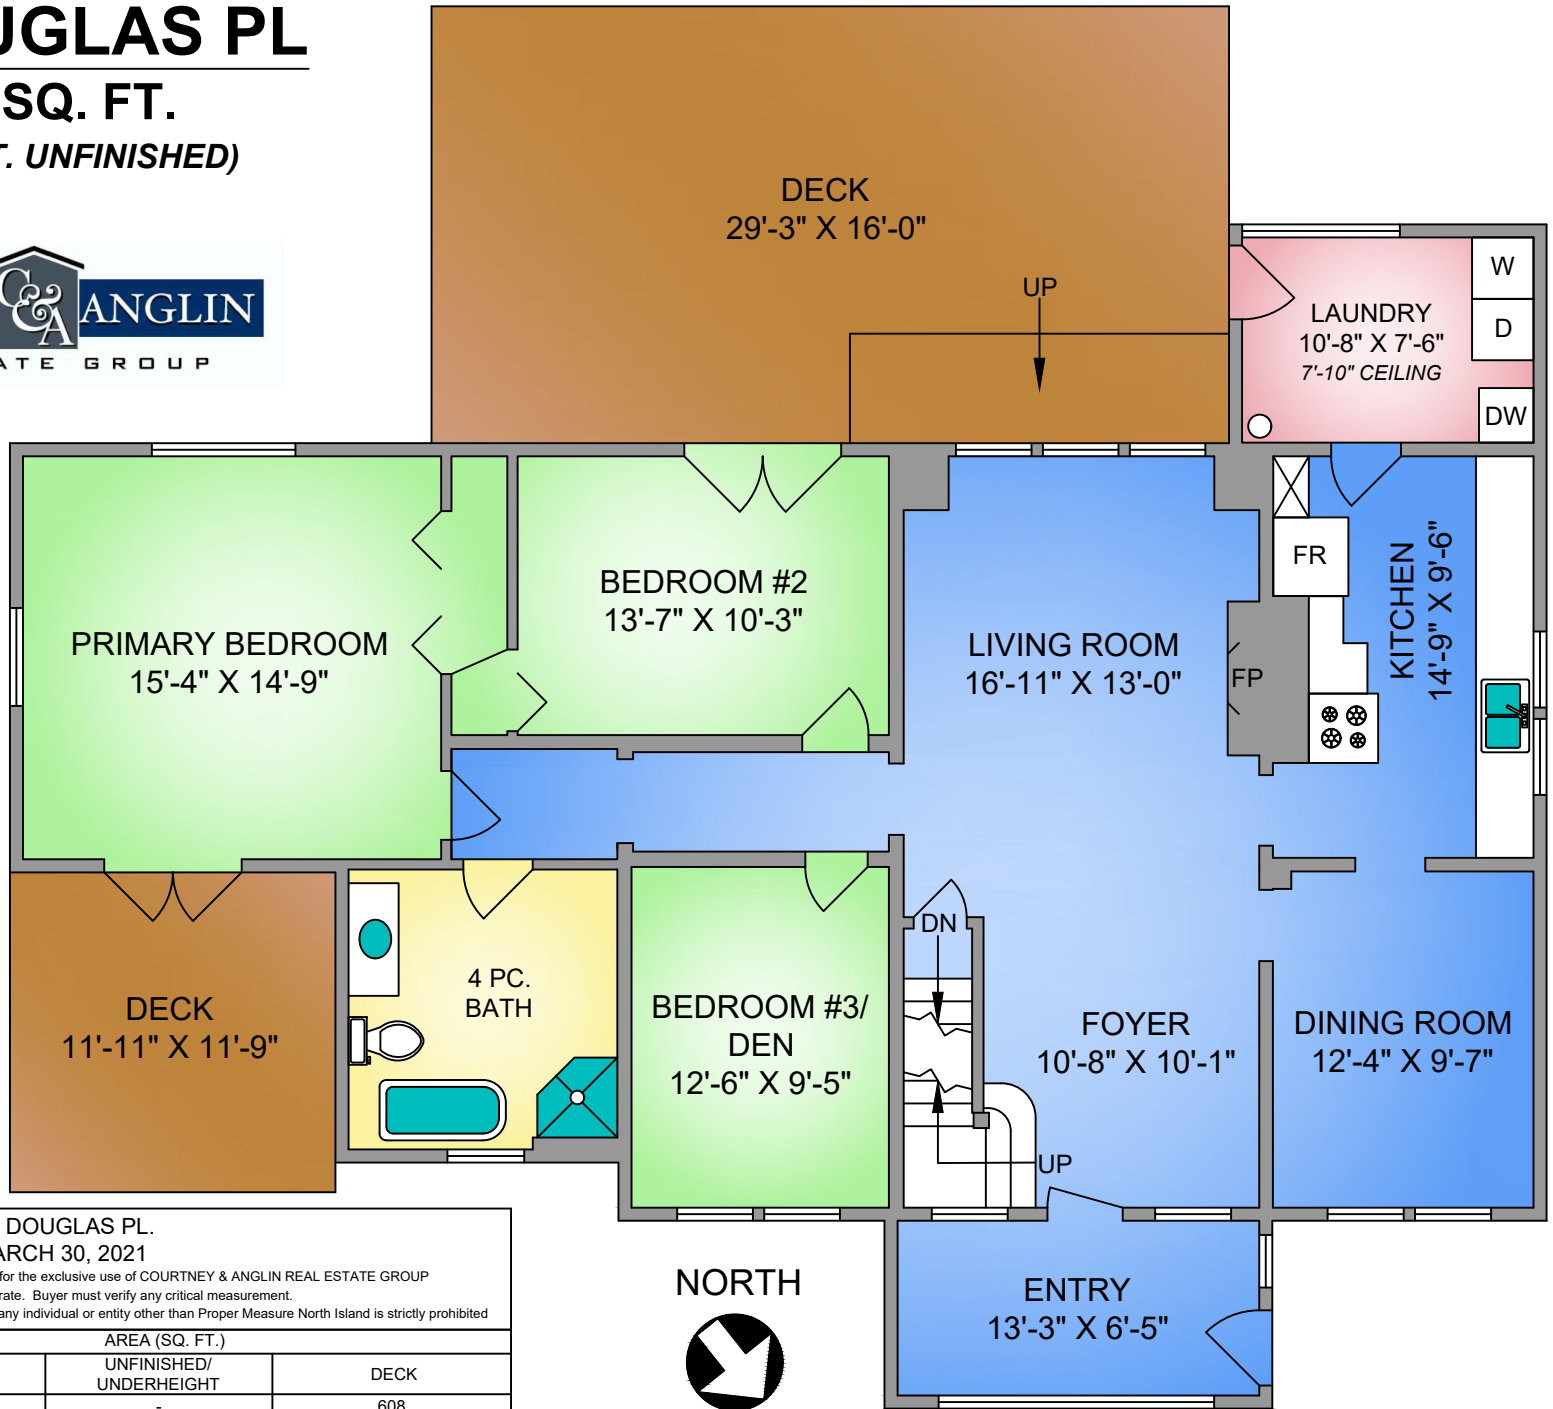 UGLAS PL
SQ. FT.
T. UNFINISHED)
C&A ANGLIN
ATE GROUP
DECK
29'-3" X 16'-0"
UP
LAUNDRY
10'-8" X 7'-6"
7'-10" CEILING
W
D
DW
PRIMARY BEDROOM
15'-4" X 14'-9"
BEDROOM #2
13'-7" X 10'-3"
LIVING ROOM
16'-11" X 13'-0"
FP
FR
KITCHEN
14'-9" X 9'-6"
DECK
11'-11" X 11'-9"
4 PC.
BATH
BEDROOM #3/
DEN
12'-6" X 9'-5"
DN
UP
FOYER
10'-8" X 10'-1"
DINING ROOM
12'-4" X 9'-7"
ENTRY
13'-3" X 6'-5"
NORTH
DOUGLAS PL.
ARCH 30, 2021
for the exclusive use of COURTNEY & ANGLIN REAL ESTATE GROUP
rate. Buyer must verify any critical measurement.
any individual or entity other than Proper Measure North Island is strictly prohibited
AREA (SQ. FT.)
UNFINISHED/
UNDERHEIGHT
DECK
-
608